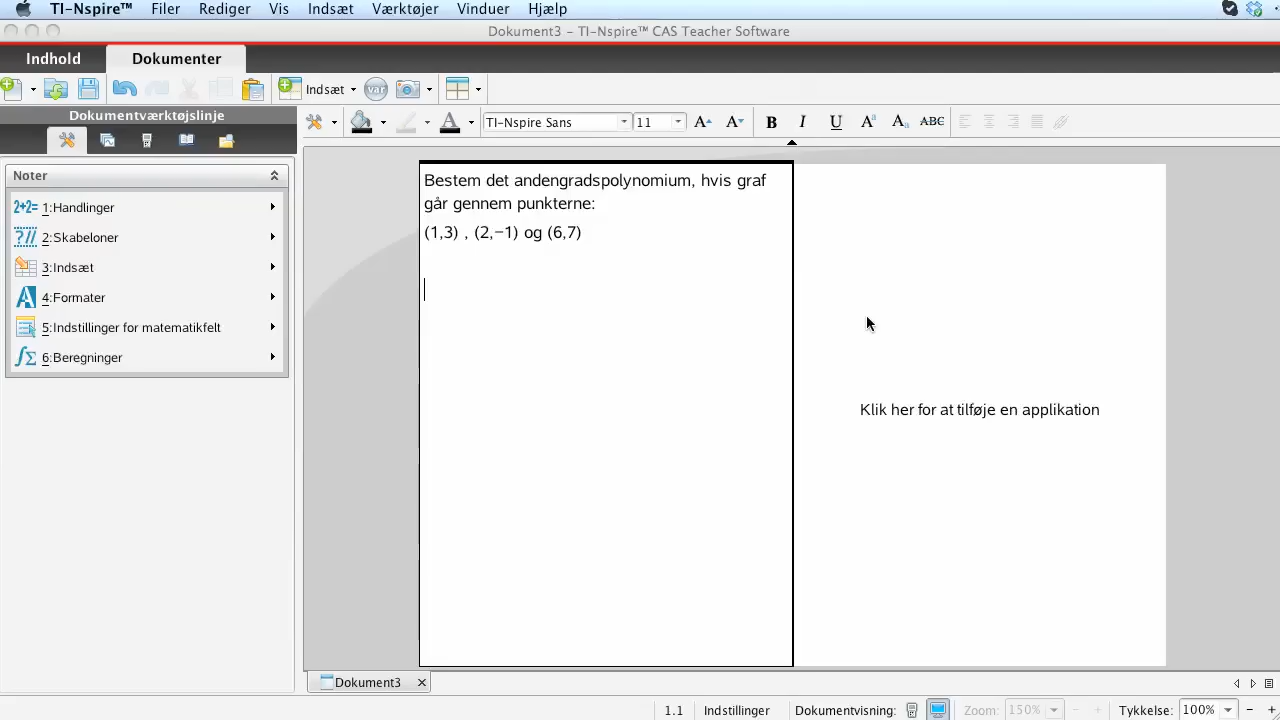 TI-Nspire™ Filer Rediger Vis Indsæt Værktøjer Vinduer Hjælp
Dokument3 - TI-Nspire™ CAS Teacher Software
Indhold Dokumenter
Indsæt var
Dokumentværktøjslinje
TI-Nspire Sans 11 A A B I U A A ABC
Noter
2+2= 1:Handlinger
2:Skabeloner
3:Indsæt
A 4:Formater
5:Indstillinger for matematikfelt
∫Σ 6:Beregninger
Bestem det andengradspolynomium, hvis graf
går gennem punkterne:
(1,3) , (2,−1) og (6,7)
Klik her for at tilføje en applikation
Dokument3
1.1 Indstillinger Dokumentvisning: Zoom: 150% − + Tykkelse: 100% − +